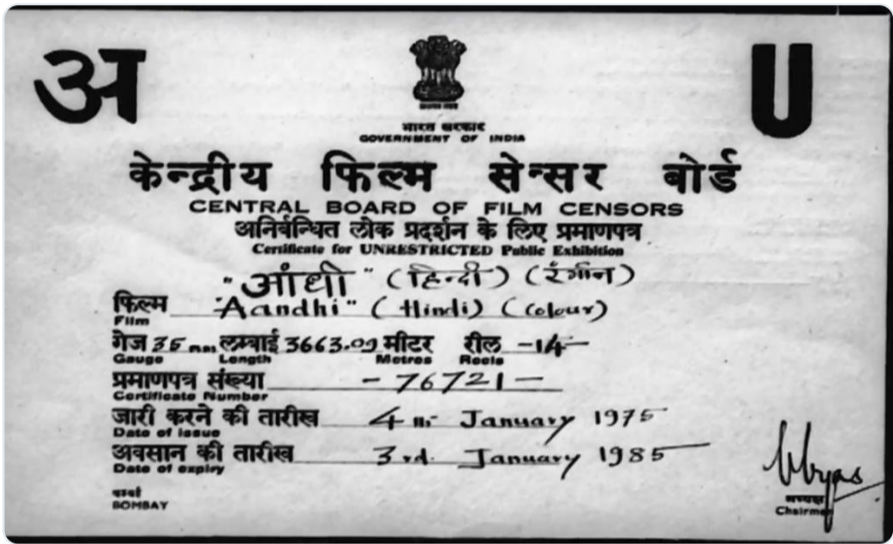 अ U
भारत सरकार
GOVERNMENT OF INDIA
केन्द्रीय फिल्म सेन्सर बोर्ड
CENTRAL BOARD OF FILM CENSORS
अनिर्बन्धित लोक प्रदर्शन के लिए प्रमाणपत्र
Certificate for UNRESTRICTED Public Exhibition
"आंधी" (हिन्दी) (रंगीन)
फिल्म "Aandhi" (Hindi) (Colour)
Film
गेज 35 m.m. लम्बाई 3663.09 मीटर रील -14-
Gauge Length Metres Reels
प्रमाणपत्र संख्या -76721-
Certificate Number
जारी करने की तारीख 4th January 1975
Date of issue
अवसान की तारीख 3rd. January 1985
Date of expiry
बम्बई
BOMBAY
अध्यक्ष
Chairman